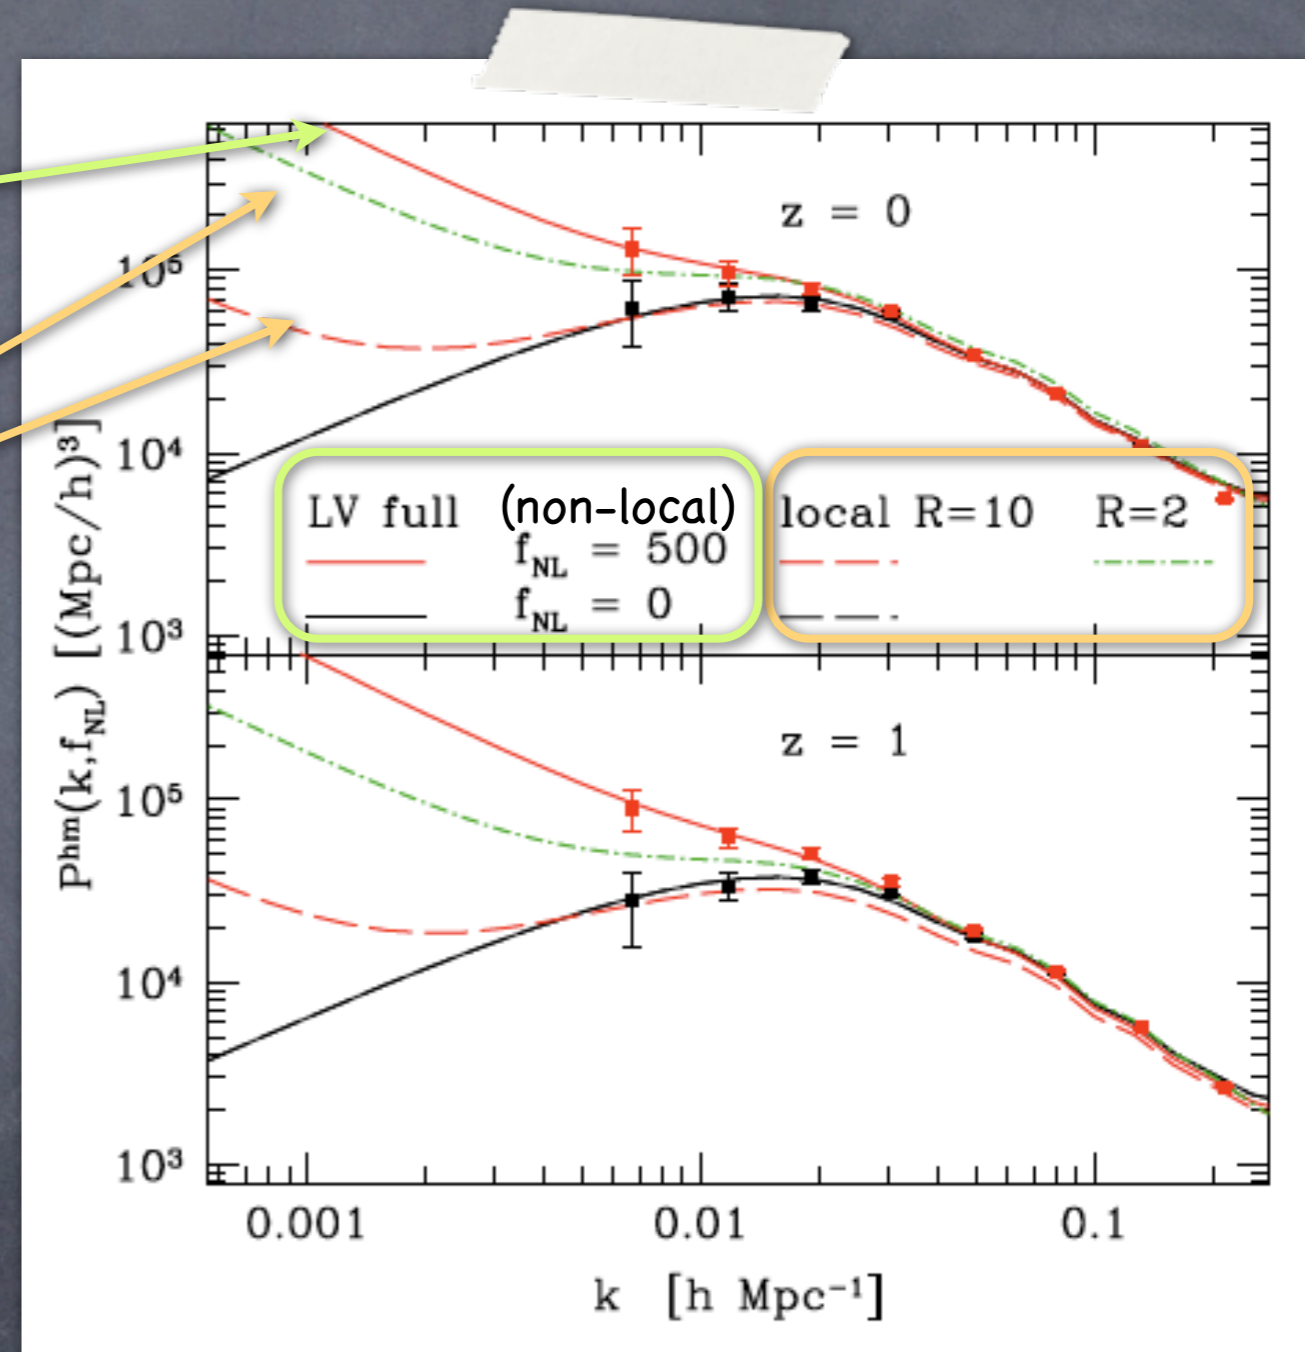 z = 0
10⁵
10⁴
10³
LV full (non-local) local R=10 R=2
f_NL = 500
f_NL = 0
P^hm(k,f_NL) [(Mpc/h)³]
z = 1
10⁵
10⁴
10³
0.001 0.01 0.1
k [h Mpc⁻¹]